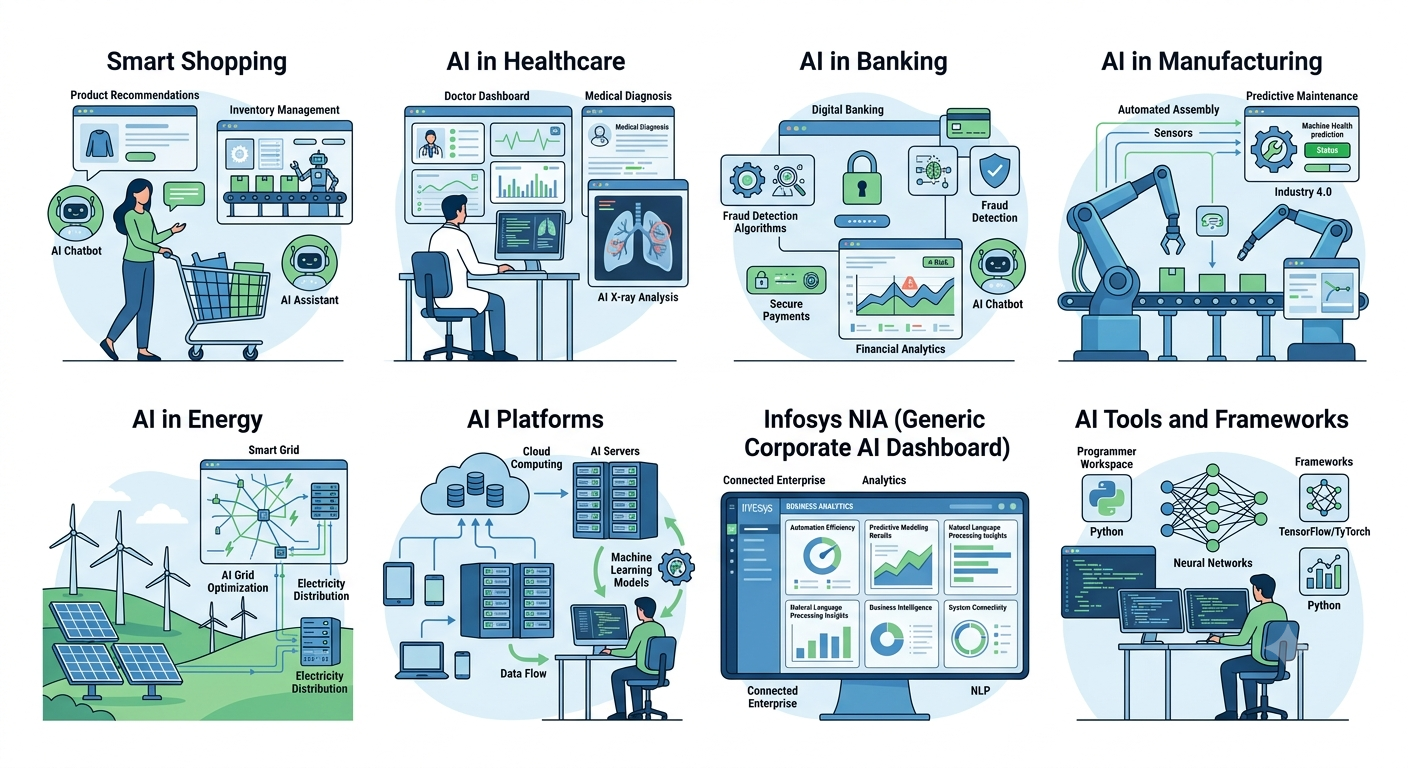 Smart Shopping
Product Recommendations
Inventory Management
AI Chatbot
AI Assistant
AI in Healthcare
Doctor Dashboard
Medical Diagnosis
Medical Diagnosis
AI X-ray Analysis
AI in Banking
Digital Banking
Fraud Detection
Algorithms
Fraud
Detection
Secure
Payments
AI Chatbot
Financial Analytics
AI in Manufacturing
Predictive Maintenance
Automated Assembly
Sensors
Machine Health
prediction
Status
Industry 4.0
AI in Energy
Smart Grid
AI Grid
Optimization
Electricity
Distribution
Electricity
Distribution
AI Platforms
Cloud
Computing
AI Servers
Machine
Learning
Models
Data Flow
Infosys NIA (Generic
Corporate AI Dashboard)
Connected Enterprise
Analytics
BUSINESS ANALYTICS
Automation Efficiency
Predictive Modeling
Natural Language
Processing
Language
Processing Insights
Business Intelligence
System Connectivity
Connected
Enterprise
NLP
AI Tools and Frameworks
Programmer
Workspace
Python
Neural Networks
Frameworks
TensorFlow/TyTorch
Python